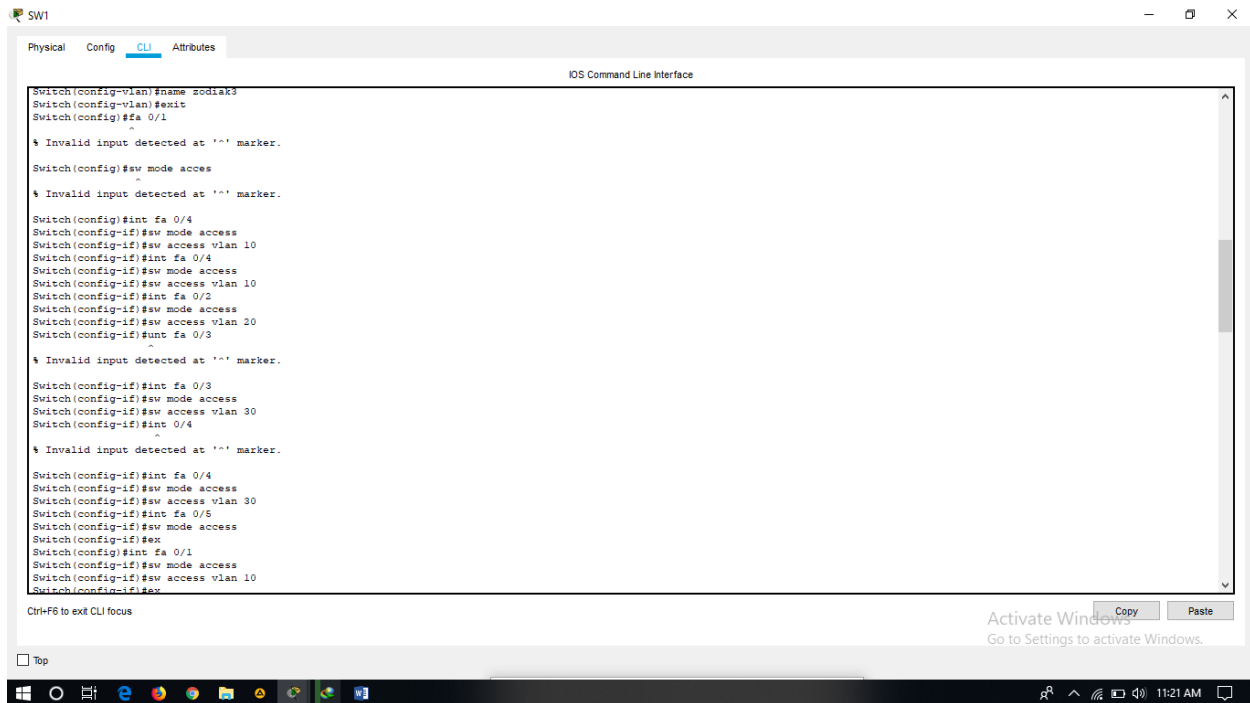 SW1
Physical Config CLI Attributes
IOS Command Line Interface
Switch(config-vlan)#name zodiak3
Switch(config-vlan)#exit
Switch(config)#fa 0/1
^
% Invalid input detected at '^' marker.
Switch(config)#sw mode acces
^
% Invalid input detected at '^' marker.
Switch(config)#int fa 0/4
Switch(config-if)#sw mode access
Switch(config-if)#sw access vlan 10
Switch(config-if)#int fa 0/4
Switch(config-if)#sw mode access
Switch(config-if)#sw access vlan 10
Switch(config-if)#int fa 0/2
Switch(config-if)#sw mode access
Switch(config-if)#sw access vlan 20
Switch(config-if)#unt fa 0/3
^
% Invalid input detected at '^' marker.
Switch(config-if)#int fa 0/3
Switch(config-if)#sw mode access
Switch(config-if)#sw access vlan 30
Switch(config-if)#int 0/4
^
% Invalid input detected at '^' marker.
Switch(config-if)#int fa 0/4
Switch(config-if)#sw mode access
Switch(config-if)#sw access vlan 30
Switch(config-if)#int fa 0/5
Switch(config-if)#sw mode access
Switch(config-if)#ex
Switch(config)#int fa 0/1
Switch(config-if)#sw mode access
Switch(config-if)#sw access vlan 10
Switch(config-if)#ex
Ctrl+F6 to exit CLI focus
Copy Paste
Activate Windows
Go to Settings to activate Windows.
Top
11:21 AM